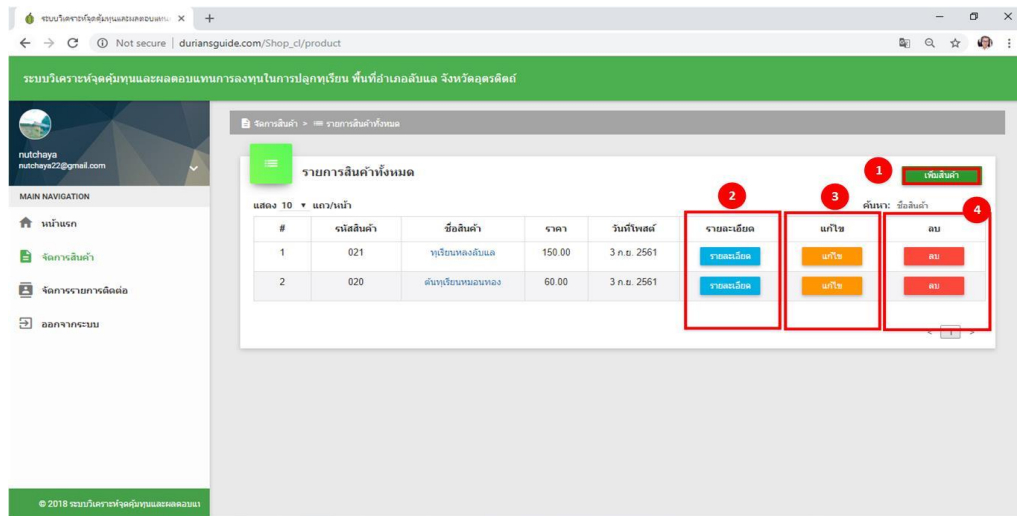 ระบบวิเคราะห์จุดคุ้มทุนและผลตอบแทน
Not secure | duriansguide.com/Shop_cl/product
ระบบวิเคราะห์จุดคุ้มทุนและผลตอบแทนการลงทุนในการปลูกทุเรียน พื้นที่อำเภอลับแล จังหวัดอุตรดิตถ์
nutchaya
nutchaya22@gmail.com
MAIN NAVIGATION
หน้าแรก
จัดการสินค้า
จัดการรายการติดต่อ
ออกจากระบบ
© 2018 ระบบวิเคราะห์จุดคุ้มทุนและผลตอบแ
จัดการสินค้า > รายการสินค้าทั้งหมด
รายการสินค้าทั้งหมด
1 เพิ่มสินค้า
แสดง 10 แถว/หน้า
2 3 4
ค้นหา: ชื่อสินค้า
# รหัสสินค้า ชื่อสินค้า ราคา วันที่โพสต์ รายละเอียด แก้ไข ลบ
1 021 ทุเรียนหลงลับแล 150.00 3 ก.ย. 2561 รายละเอียด แก้ไข ลบ
2 020 ต้นทุเรียนหมอนทอง 60.00 3 ก.ย. 2561 รายละเอียด แก้ไข ลบ
< 1 >